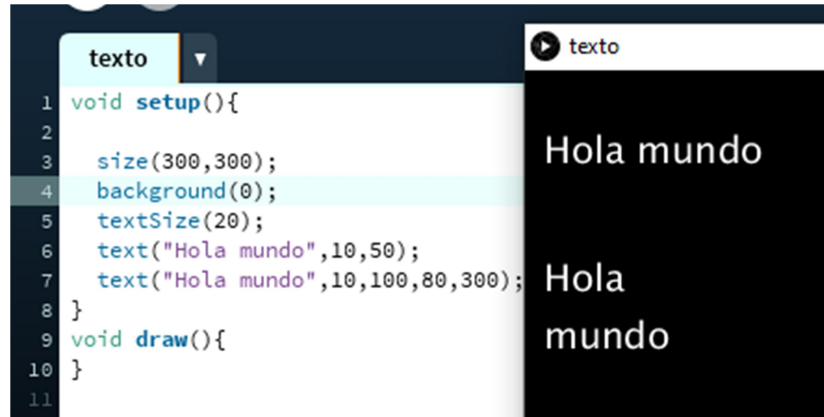 texto
texto
1 void setup(){
2
3 size(300,300);
4 background(0);
5 textSize(20);
6 text("Hola mundo",10,50);
7 text("Hola mundo",10,100,80,300);
8 }
9 void draw(){
10 }
11
Hola mundo
Hola
mundo